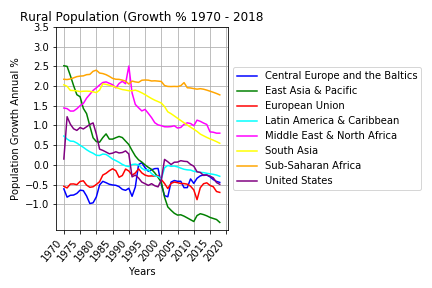 Rural Population (Growth % 1970 - 2018
Population Growth Annual %
3.5
3.0
2.5
2.0
1.5
1.0
0.5
0.0
−0.5
−1.0
1970
1975
1980
1985
1990
1995
2000
2005
2010
2015
2020
Years
Central Europe and the Baltics
East Asia & Pacific
European Union
Latin America & Caribbean
Middle East & North Africa
South Asia
Sub-Saharan Africa
United States